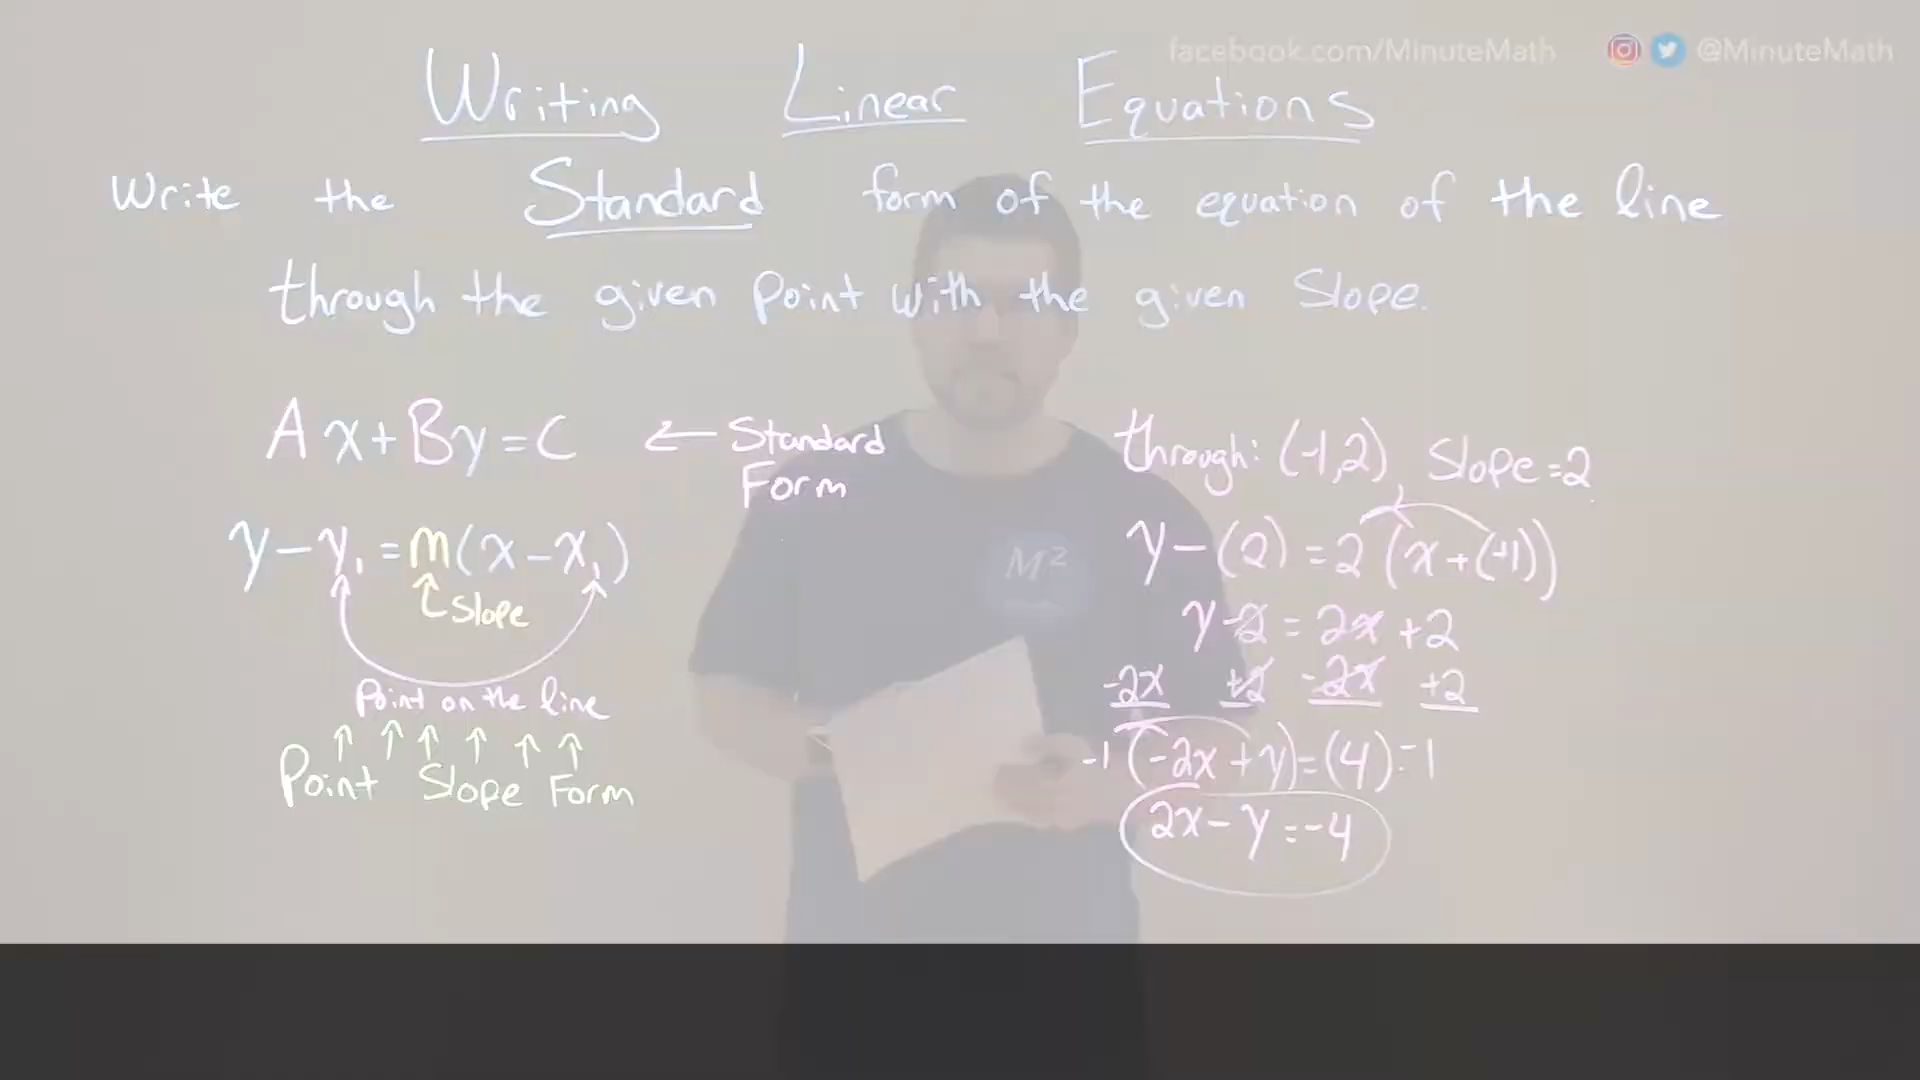 facebook.com/MinuteMath @MinuteMath
Writing Linear Equations
Write the Standard form of the equation of the line
through the given point with the given Slope.
Ax+By=C ← Standard Form
y-y₁=m(x-x₁)
Slope
Point on the line
Point Slope Form
through: (-1,2), Slope=2
y-(2)=2(x+(+1))
y-2=2x+2
-2x +2 -2x +2
-1(-2x+y)=(4)·-1
2x-y=-4
M²